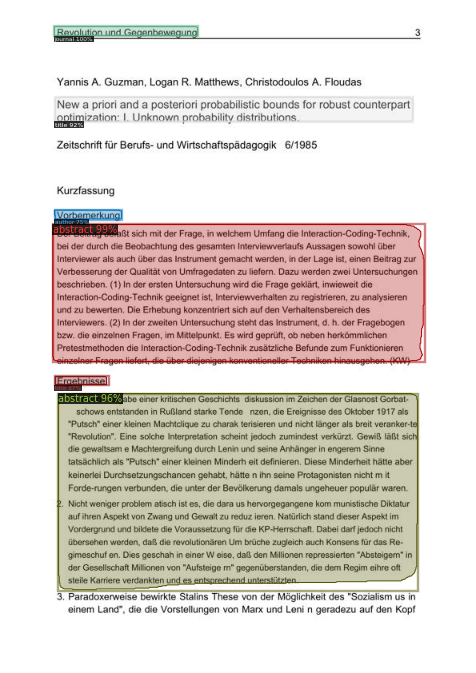 Revolution und Gegenbewegung 3
journal 100%
Yannis A. Guzman, Logan R. Matthews, Christodoulos A. Floudas
New a priori and a posteriori probabilistic bounds for robust counterpart
optimization: I. Unknown probability distributions.
title 92%
Zeitschrift für Berufs- und Wirtschaftspädagogik 6/1985
Kurzfassung
Vorbemerkung
author 75%
abstract 99%
sich mit der Frage, in welchem Umfang die Interaction-Coding-Technik,
bei der durch die Beobachtung des gesamten Interviewverlaufs Aussagen sowohl über
Interviewer als auch über das Instrument gemacht werden, in der Lage ist, einen Beitrag zur
Verbesserung der Qualität von Umfragedaten zu liefern. Dazu werden zwei Untersuchungen
beschrieben. (1) In der ersten Untersuchung wird die Frage geklärt, inwieweit die
Interaction-Coding-Technik geeignet ist, Interviewverhalten zu registrieren, zu analysieren
und zu bewerten. Die Erhebung konzentriert sich auf den Verhaltensbereich des
Interviewers. (2) In der zweiten Untersuchung steht das Instrument, d. h. der Fragebogen
bzw. die einzelnen Fragen, im Mittelpunkt. Es wird geprüft, ob neben herkömmlichen
Pretestmethoden die Interaction-Coding-Technik zusätzliche Befunde zum Funktionieren
einzelner Fragen liefert, die über diejenigen konventioneller Techniken hinausgehen. (KW)
Ergebnisse
abstract 96%
abe einer kritischen Geschichts diskussion im Zeichen der Glasnost Gorbat-
schows entstanden in Rußland starke Tende nzen, die Ereignisse des Oktober 1917 als
"Putsch" einer kleinen Machtclique zu charak terisieren und nicht länger als breit veranker-te
"Revolution". Eine solche Interpretation scheint jedoch zumindest verkürzt. Gewiß läßt sich
die gewaltsam e Machtergreifung durch Lenin und seine Anhänger in engerem Sinne
tatsächlich als "Putsch" einer kleinen Minderh eit definieren. Diese Minderheit hätte aber
keinerlei Durchsetzungschancen gehabt, hätte n ihn seine Protagonisten nicht m it
Forde-rungen verbunden, die unter der Bevölkerung damals ungeheuer populär waren.
2. Nicht weniger problem atisch ist es, die dara us hervorgegangene kom munistische Diktatur
auf ihren Aspekt von Zwang und Gewalt zu reduz ieren. Natürlich stand dieser Aspekt im
Vordergrund und bildete die Voraussetzung für die KP-Herrschaft. Dabei darf jedoch nicht
übersehen werden, daß die revolutionären Um brüche zugleich auch Konsens für das Re-
gimeschuf en. Dies geschah in einer W eise, daß den Millionen repressierten "Absteigern" in
der Gesellschaft Millionen von "Aufsteige rn" gegenüberstanden, die dem Regim eihre oft
steile Karriere verdankten und es entsprechend unterstützten.
3. Paradoxerweise bewirkte Stalins These von der Möglichkeit des "Sozialism us in
einem Land", die die Vorstellungen von Marx und Leni n geradezu auf den Kopf